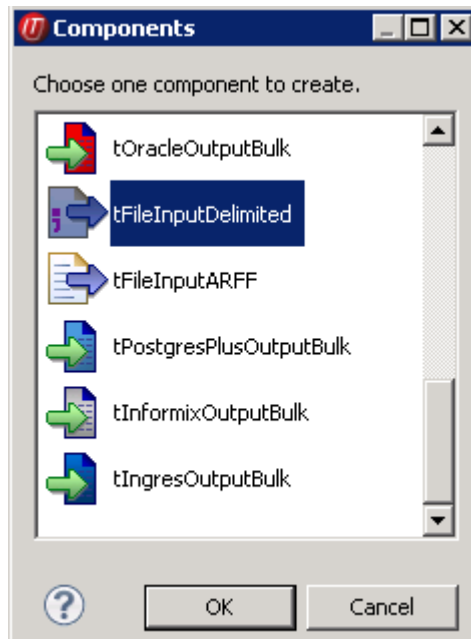 Components
Choose one component to create.
tOracleOutputBulk
tFileInputDelimited
tFileInputARFF
tPostgresPlusOutputBulk
tInformixOutputBulk
tIngresOutputBulk
?
OK
Cancel